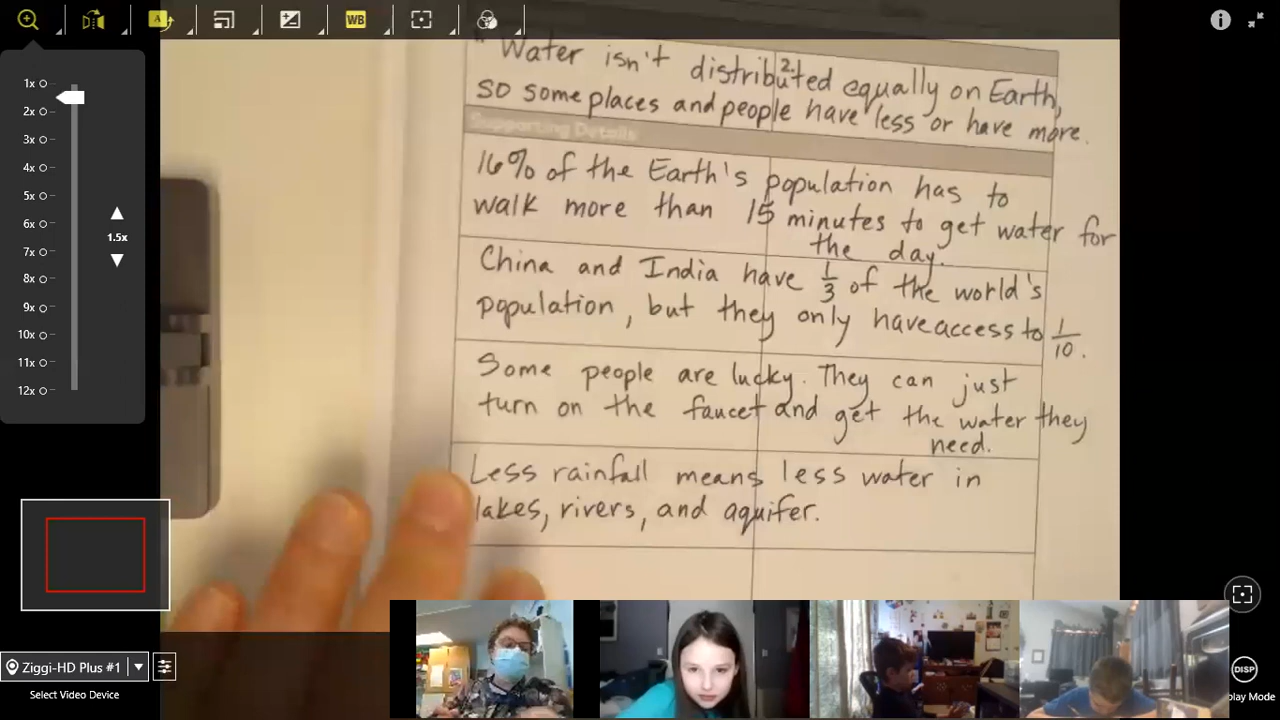 1x
2x
3x
4x
5x
6x
7x
8x
9x
10x
11x
12x
1.5x
A
WB
" Water isn't distributed equally on Earth,
2.
so some places and people have less or have more.
Supporting Details
16% of the Earth's population has to
walk more than 15 minutes to get water for
the day.
China and India have 1/3 of the world's
population, but they only have access to 1/10.
Some people are lucky. They can just
turn on the faucet and get the water they
need.
Less rainfall means less water in
lakes, rivers, and aquifer.
Ziggi-HD Plus #1
Select Video Device
DISP
play Mode